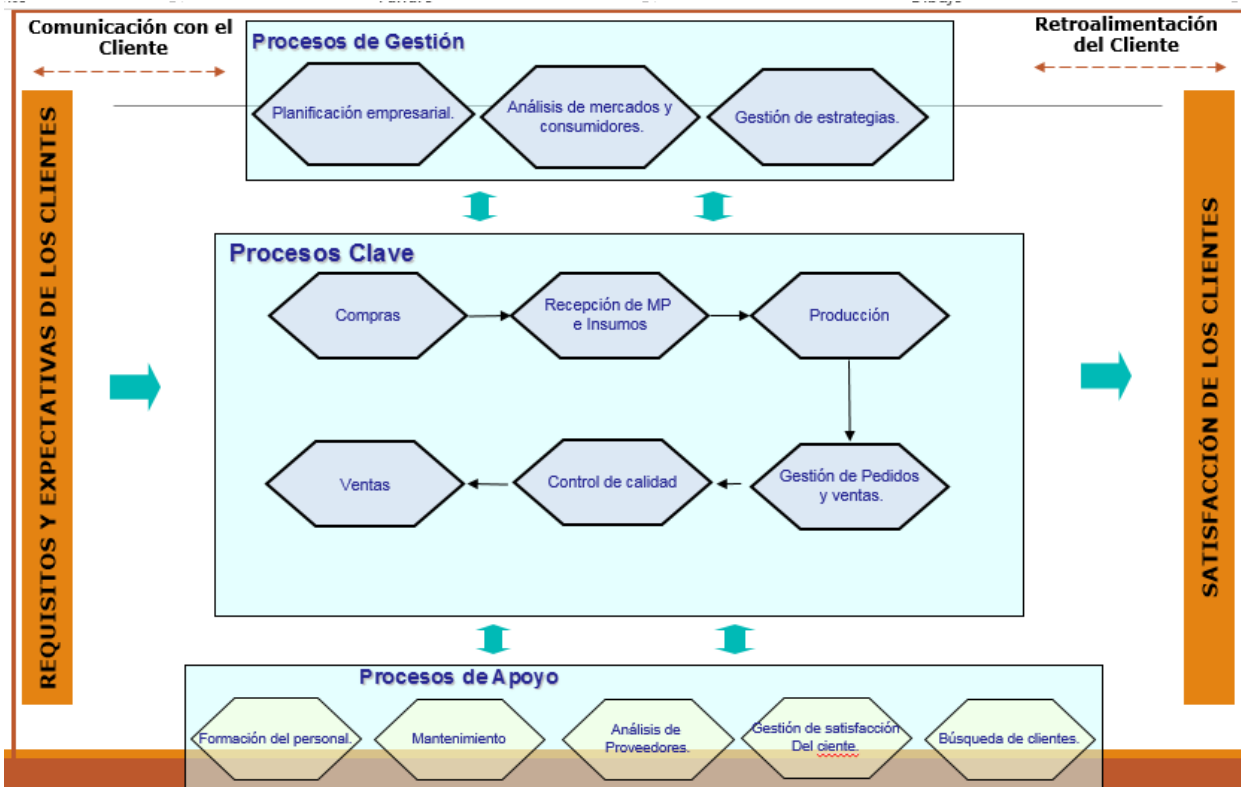 Comunicación con el
Cliente
Retroalimentación
del Cliente
Procesos de Gestión
Planificación empresarial.
Análisis de mercados y
consumidores.
Gestión de estrategias.
REQUISITOS Y EXPECTATIVAS DE LOS CLIENTES
Procesos Clave
Compras
Recepción de MP
e Insumos
Producción
Ventas
Control de calidad
Gestión de Pedidos
y ventas.
SATISFACCIÓN DE LOS CLIENTES
Procesos de Apoyo
Formación del personal.
Mantenimiento
Análisis de
Proveedores.
Gestión de satisfacción
Del ciente.
Búsqueda de clientes.